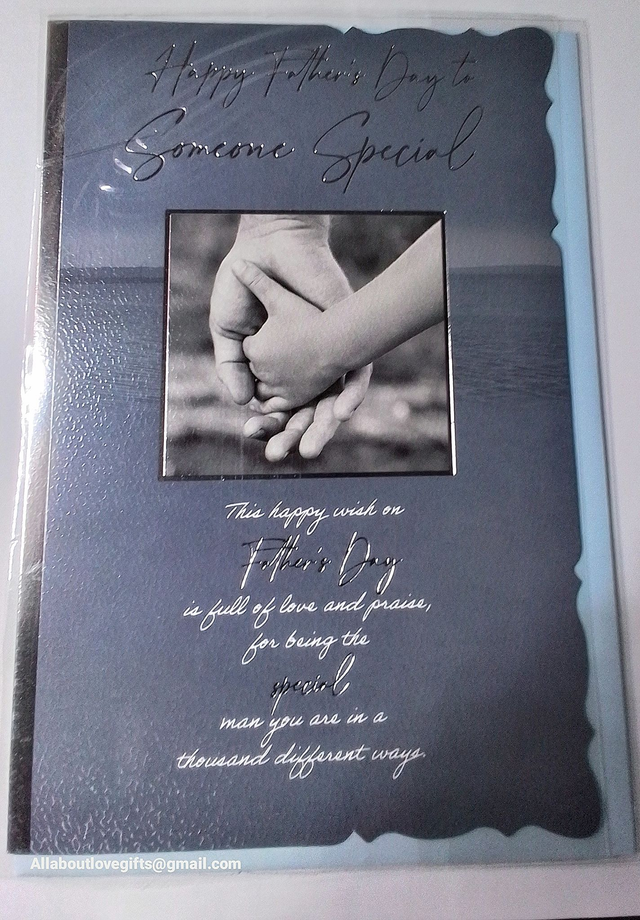 Happy Father's Day to
Someone Special
This happy wish on
Father's Day
is full of love and praise,
for being the
special
man you are in a
thousand different ways.
Allaboutlovegifts@gmail.com